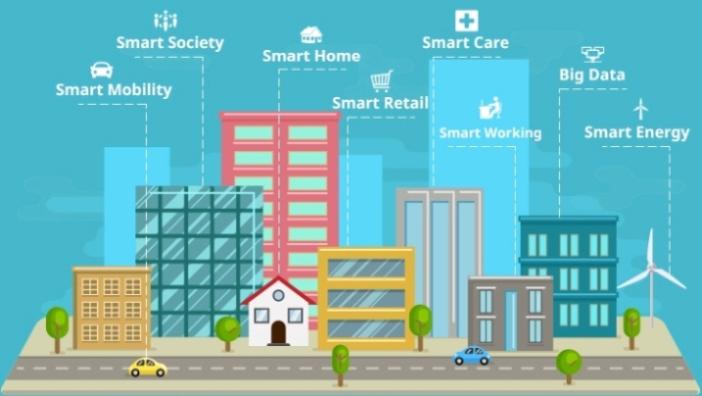 Smart Society
Smart Home
Smart Care
Smart Mobility
Smart Retail
Big Data
Smart Working
Smart Energy